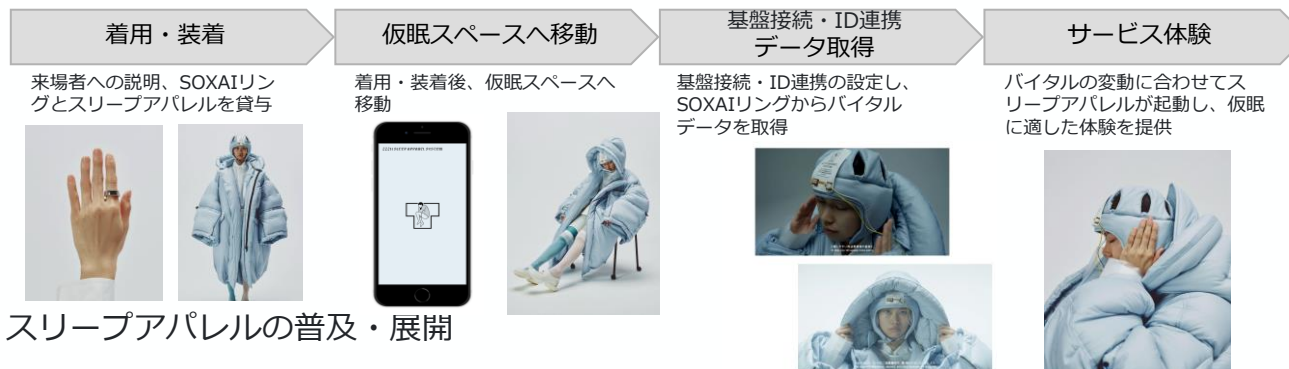 着用・装着
仮眠スペースへ移動
基盤接続・ID連携
データ取得
サービス体験
来場者への説明、SOXAIリン
グとスリープアパレルを貸与
着用・装着後、仮眠スペースへ
移動
基盤接続・ID連携の設定し、
SOXAIリングからバイタル
データを取得
バイタルの変動に合わせてス
リープアパレルが起動し、仮眠
に適した体験を提供
ZZZN SLEEP APPAREL SYSTEM
スリープアパレルの普及・展開